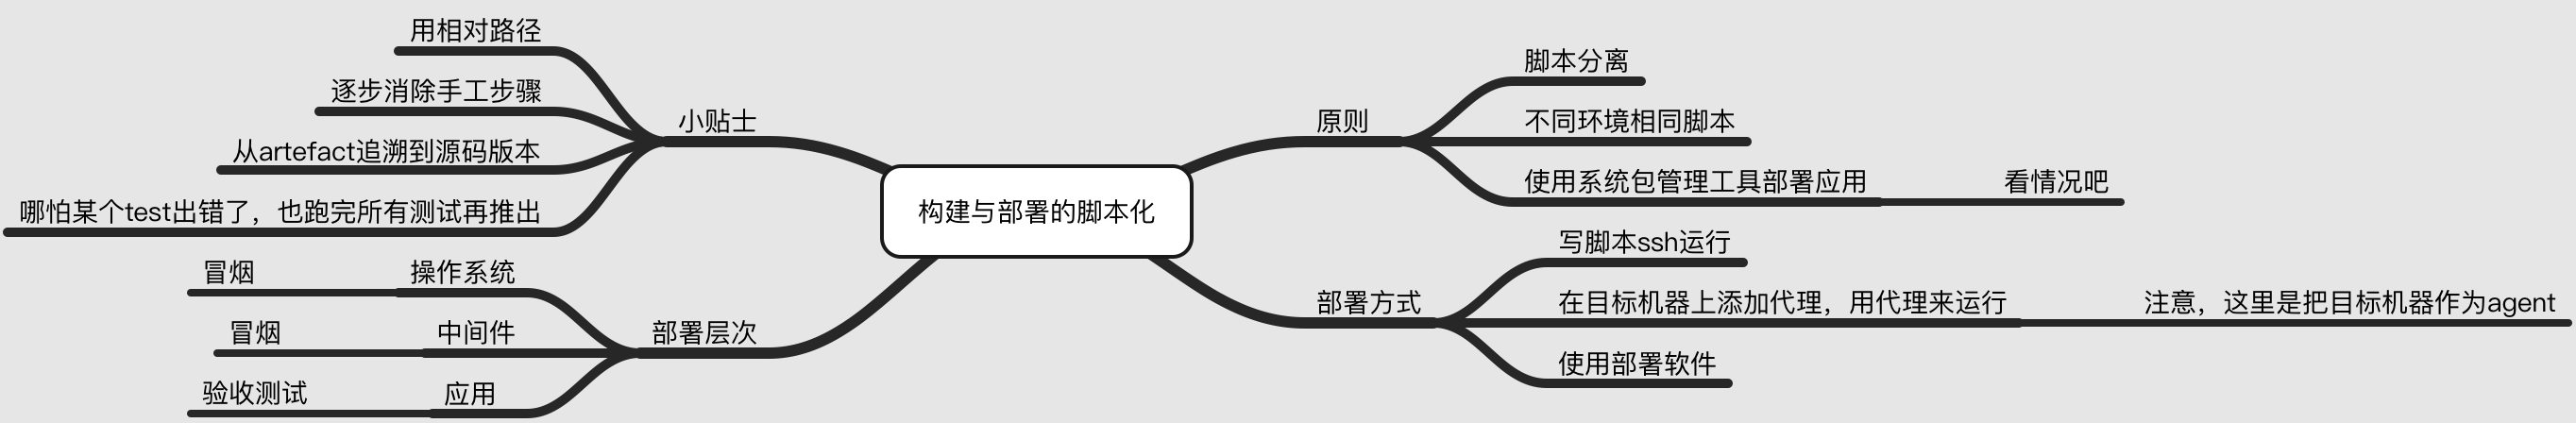 构建与部署的脚本化
原则
脚本分离
不同环境相同脚本
使用系统包管理工具部署应用
看情况吧
部署方式
写脚本ssh运行
在目标机器上添加代理，用代理来运行
注意，这里是把目标机器作为agent
使用部署软件
小贴士
用相对路径
逐步消除手工步骤
从artefact追溯到源码版本
哪怕某个test出错了，也跑完所有测试再推出
部署层次
操作系统
冒烟
中间件
冒烟
应用
验收测试